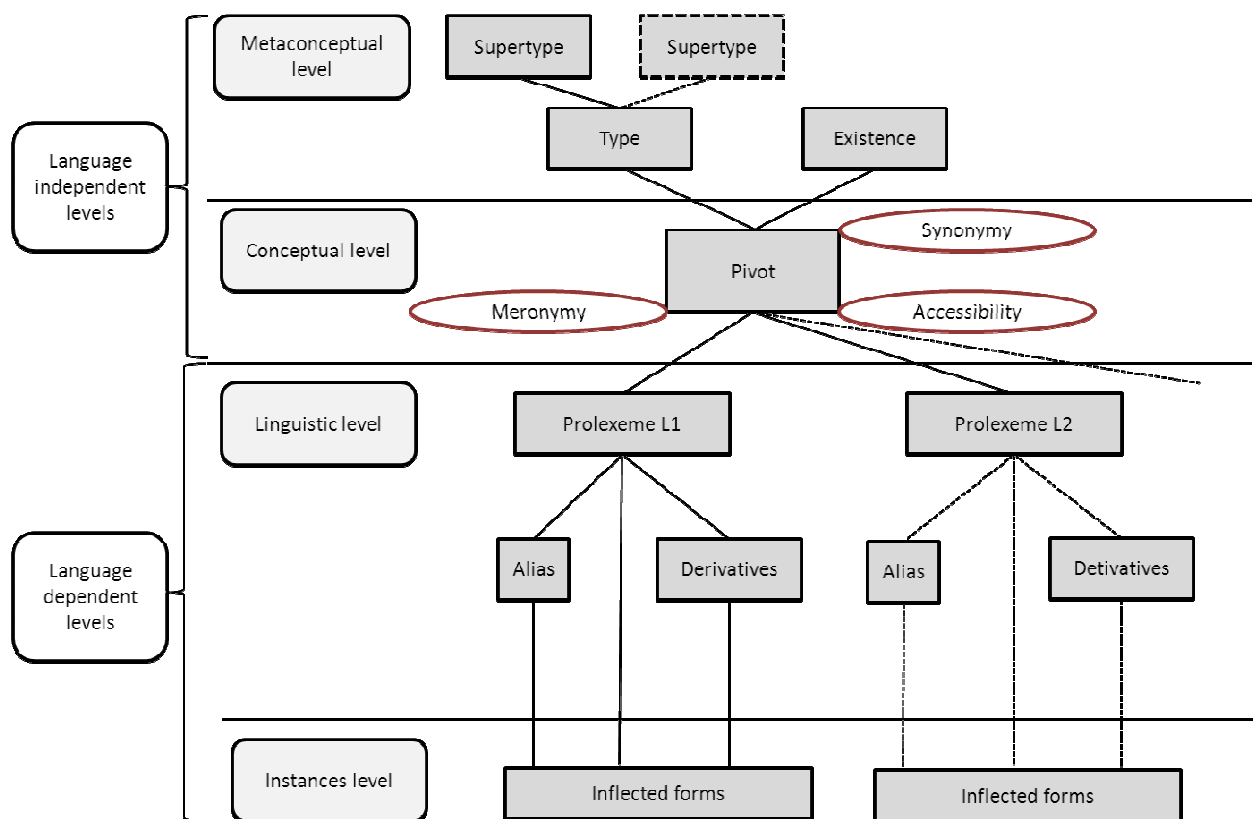 Metaconceptual
level
Supertype
Supertype
Type
Existence
Language
independent
levels
Conceptual level
Synonymy
Pivot
Meronymy
Accessibility
Linguistic level
Prolexeme L1
Prolexeme L2
Language
dependent
levels
Alias
Derivatives
Alias
Detivatives
Instances level
Inflected forms
Inflected forms